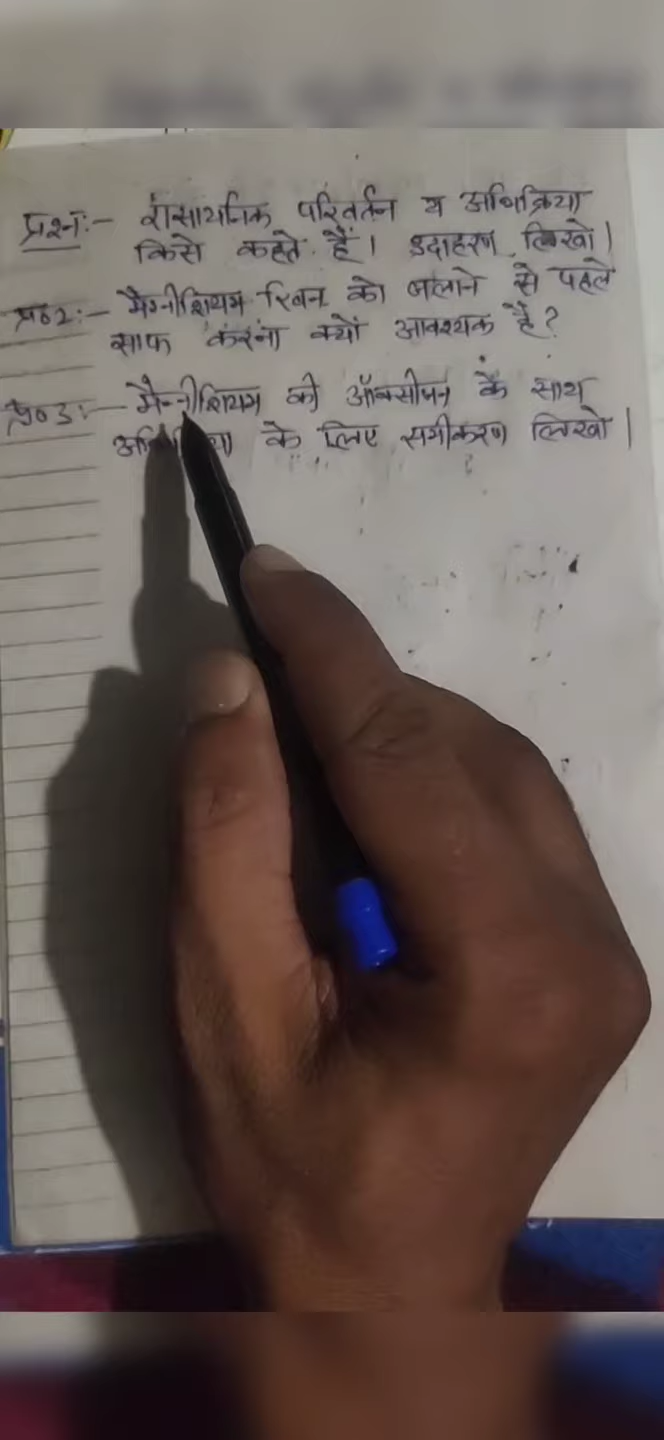 प्रश्न:- रासायनिक परिवर्तन व अभिक्रिया
किसे कहते हैं। उदाहरण लिखो।
प्र०2:- मैग्नीशियम रिबन को जलाने से पहले
साफ करना क्यों आवश्यक है?
प्र०3:- मैग्नीशियम की ऑक्सीजन के साथ
के लिए समीकरण लिखो।